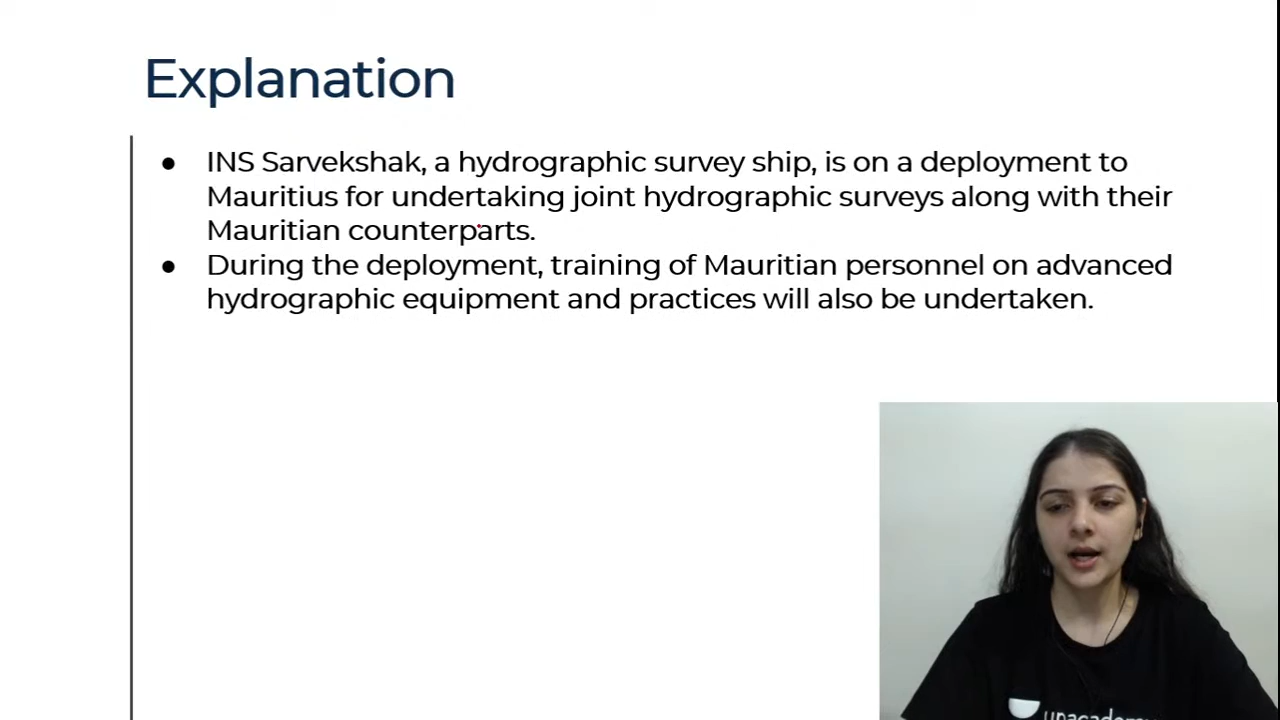 Explanation
● INS Sarvekshak, a hydrographic survey ship, is on a deployment to
Mauritius for undertaking joint hydrographic surveys along with their
Mauritian counterparts.
● During the deployment, training of Mauritian personnel on advanced
hydrographic equipment and practices will also be undertaken.